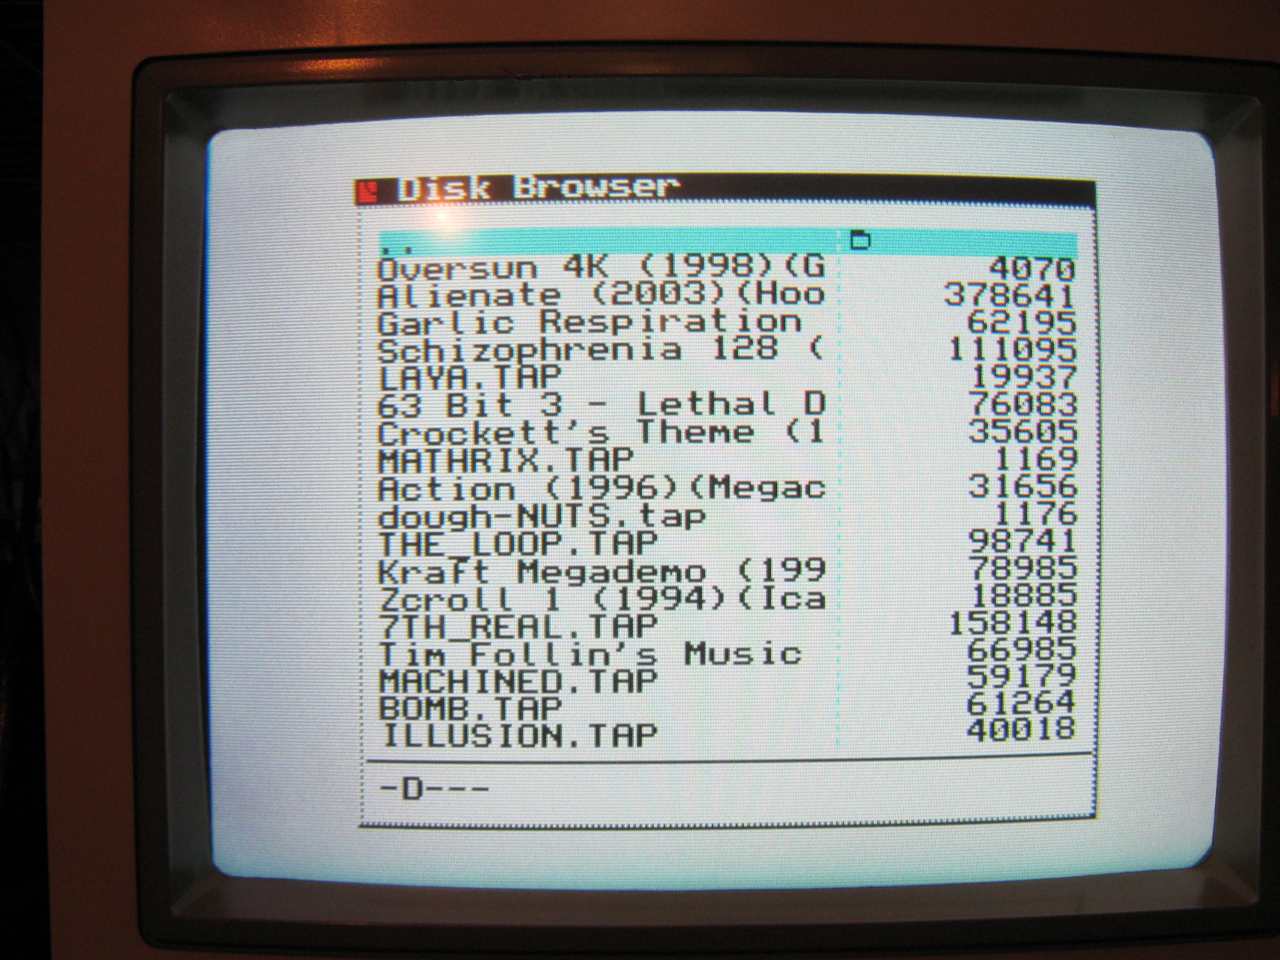 Disk Browser
..
Oversun 4K (1998)(G 4070
Alienate (2003)(Hoo 378641
Garlic Respiration 62195
Schizophrenia 128 ( 111095
LAYA.TAP 19937
63 Bit 3 - Lethal D 76083
Crockett's Theme (1 35605
MATHRIX.TAP 1169
Action (1996)(Megac 31656
dough-NUTS.tap 1176
THE_LOOP.TAP 98741
Kraft Megademo (199 78985
Zcroll 1 (1994)(Ica 18885
7TH_REAL.TAP 158148
Tim Follin's Music 66985
MACHINED.TAP 59179
BOMB.TAP 61264
ILLUSION.TAP 40018
-D---